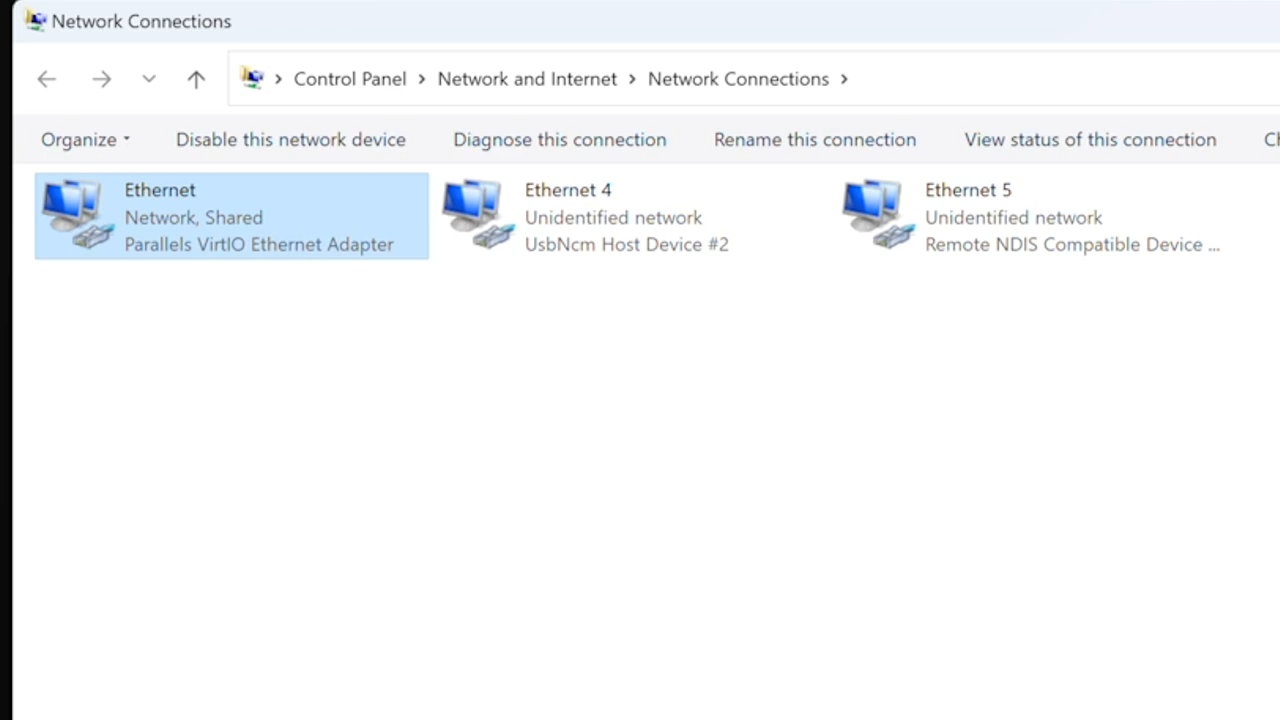 Network Connections
Control Panel > Network and Internet > Network Connections >
Organize Disable this network device Diagnose this connection Rename this connection View status of this connection
Ethernet
Network, Shared
Parallels VirtIO Ethernet Adapter
Ethernet 4
Unidentified network
UsbNcm Host Device #2
Ethernet 5
Unidentified network
Remote NDIS Compatible Device ...